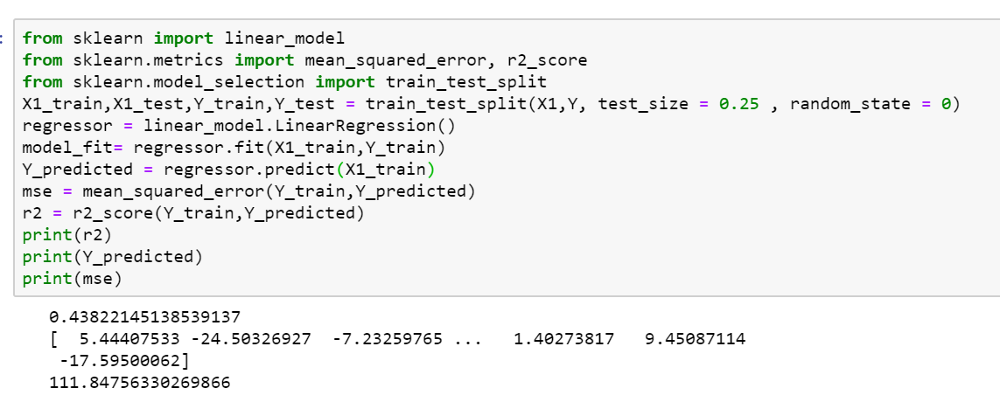 : from sklearn import linear_model
from sklearn.metrics import mean_squared_error, r2_score
from sklearn.model_selection import train_test_split
X1_train,X1_test,Y_train,Y_test = train_test_split(X1,Y, test_size = 0.25 , random_state = 0)
regressor = linear_model.LinearRegression()
model_fit= regressor.fit(X1_train,Y_train)
Y_predicted = regressor.predict(X1_train)
mse = mean_squared_error(Y_train,Y_predicted)
r2 = r2_score(Y_train,Y_predicted)
print(r2)
print(Y_predicted)
print(mse)
0.43822145138539137
[  5.44407533 -24.50326927  -7.23259765 ...   1.40273817   9.45087114
 -17.59500062]
111.84756330269866